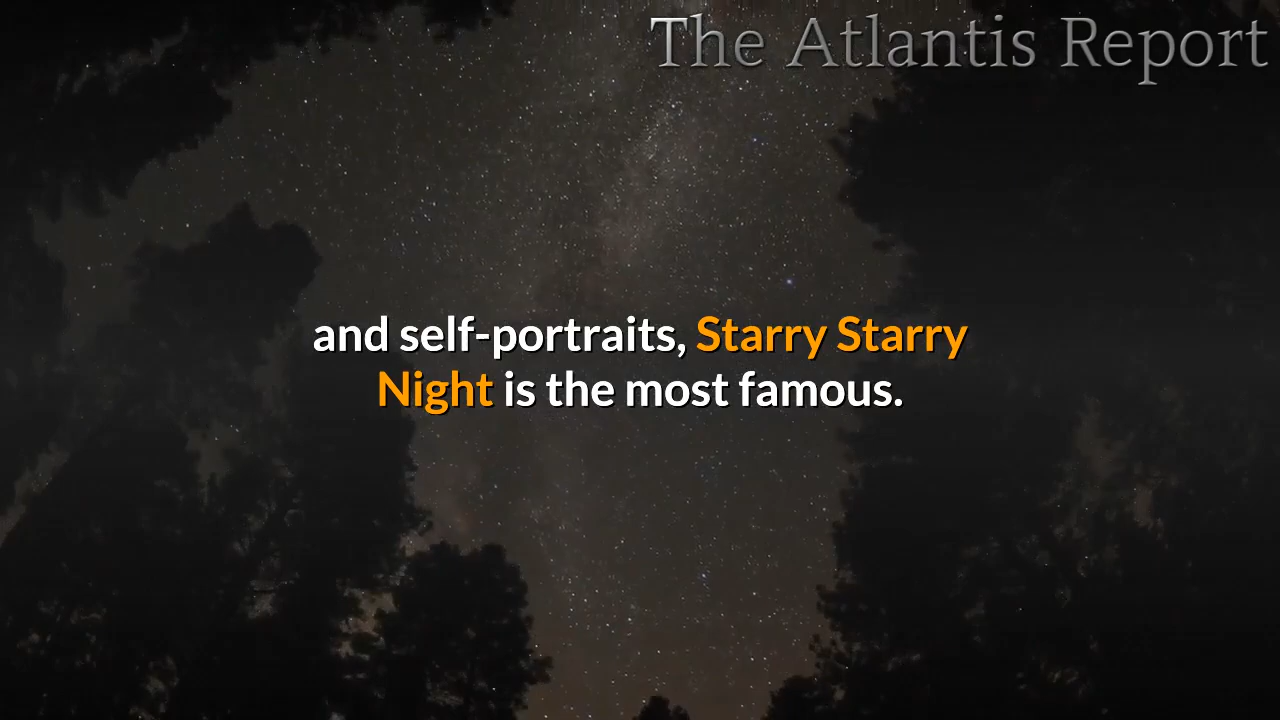 The Atlantis Report
and self-portraits, Starry Starry
Night is the most famous.